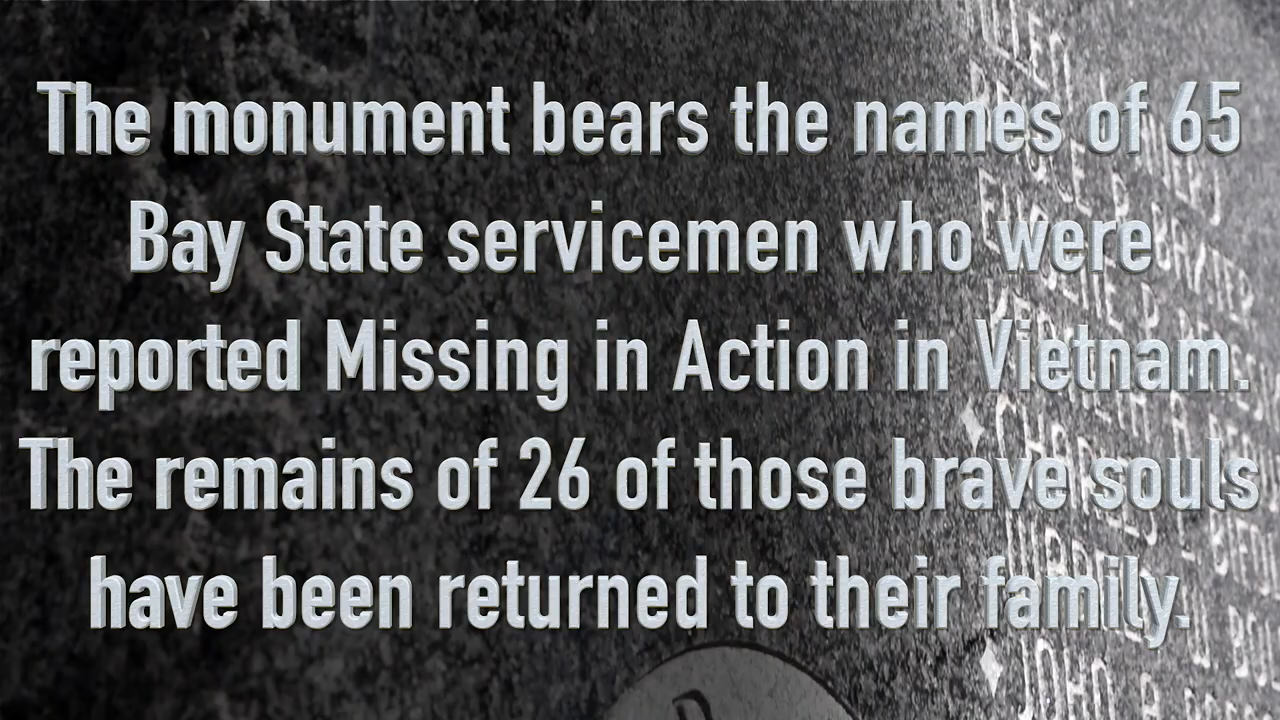 The monument bears the names of 65
Bay State servicemen who were
reported Missing in Action in Vietnam.
The remains of 26 of those brave souls
have been returned to their family.
JOHN